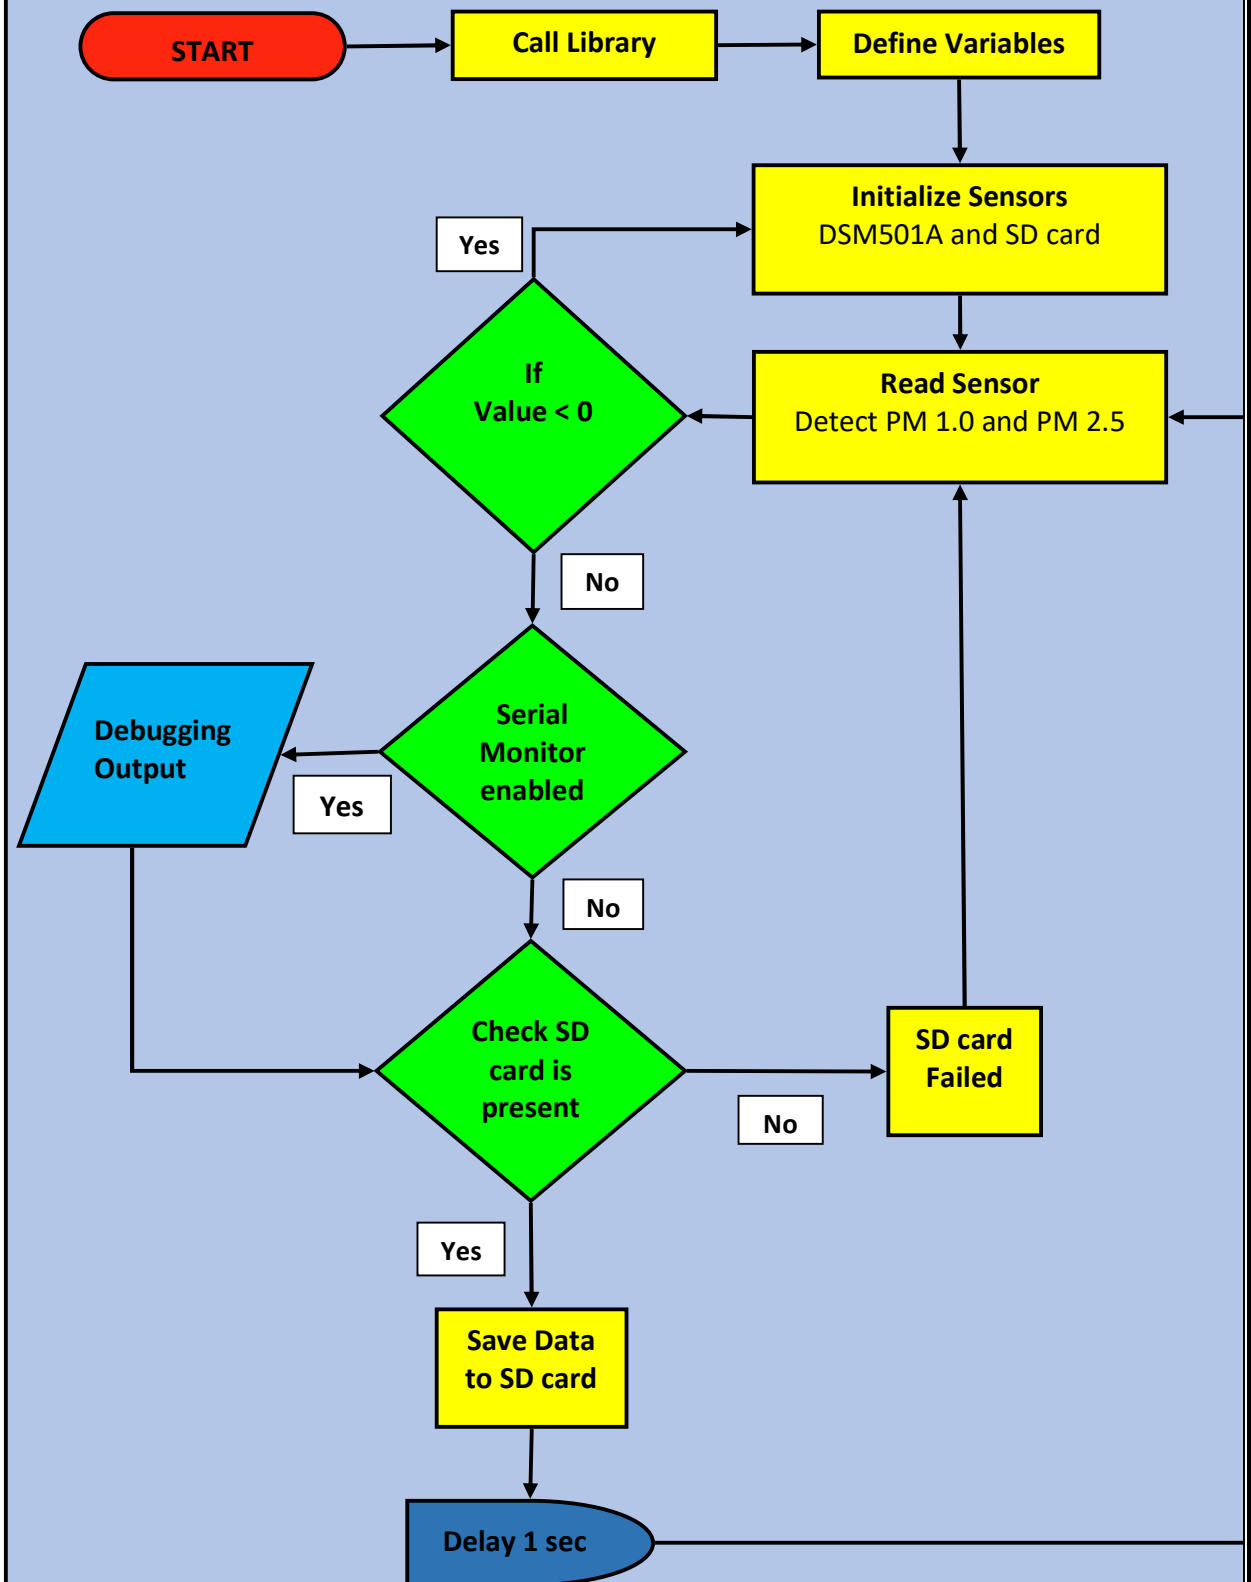 START
Call Library
Define Variables
Initialize Sensors
DSM501A and SD card
Yes
If
Value < 0
Read Sensor
Detect PM 1.0 and PM 2.5
No
Serial
Monitor
enabled
Debugging
Output
Yes
No
Check SD
card is
present
SD card
Failed
No
Yes
Save Data
to SD card
Delay 1 sec